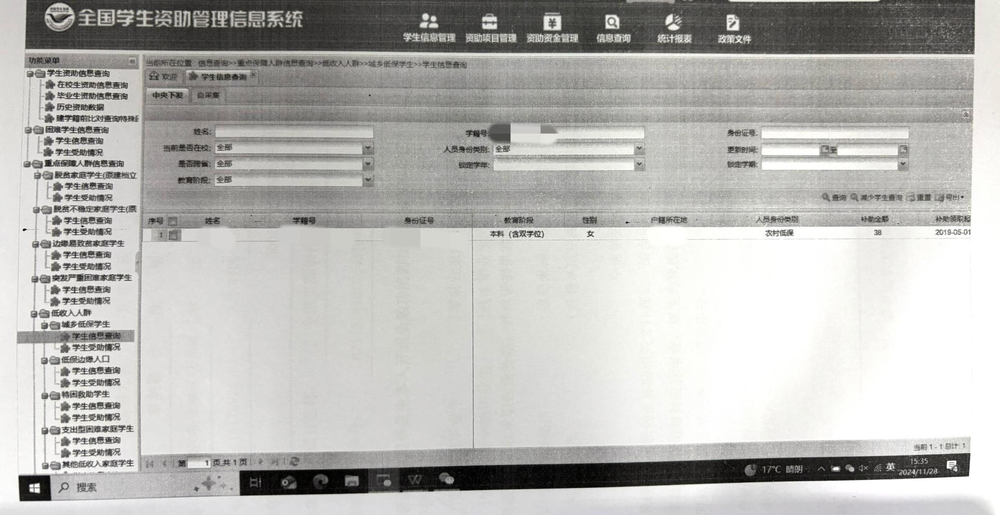 全国学生资助管理信息系统
学生信息管理 资助项目管理 资助资金管理 信息查询 统计报表 政策文件
功能菜单
学生资助信息查询
在校生资助信息查询
毕业生资助信息查询
历史资助数据
建学籍前比对查询特殊
困难学生信息查询
学生信息查询
学生受助情况
重点保障人群信息查询
脱贫家庭学生(原建档立
学生信息查询
学生受助情况
脱贫不稳定家庭学生(原
学生信息查询
学生受助情况
边缘易致贫家庭学生
学生信息查询
学生受助情况
突发严重困难家庭学生
学生信息查询
学生受助情况
低收入人群
城乡低保学生
学生信息查询
学生受助情况
低保边缘人口
学生信息查询
学生受助情况
特困救助学生
学生信息查询
学生受助情况
支出型困难家庭学生
学生信息查询
学生受助情况
其他低收入家庭学生
当前所在位置 信息查询>>重点保障人群信息查询>>低收入人群>>城乡低保学生>>学生信息查询
欢迎 学生信息查询
中央下发 自采集
姓名: 学籍号 身份证号:
当前是否在校: 全部 人员身份类别: 全部 更新时间: 至
是否跨省: 全部 锁定学年: 锁定学期:
教育阶段: 全部
查询 减少学生查询 重置 导出
序号 姓名 学籍号 身份证号 教育阶段 性别 户籍所在地 人员身份类别 补助金额 补助领取起
1 本科（含双学位) 女 农村低保 38 2019-05-01
当前 1 - 1 总计: 1
第 1 页,共 1 页
搜索
17°C 晴朗 英 15:35
2024/11/28
4